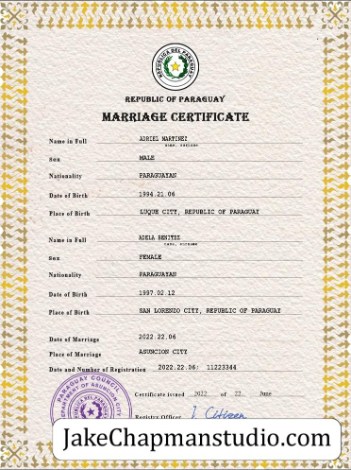 REPUBLICA DEL PARAGUAY
REPUBLIC OF PARAGUAY
MARRIAGE CERTIFICATE
Name in Full ADRIEL MARTINEZ
Sex MALE
Nationality PARAGUAYAN
Date of Birth 1994.21.06
Place of Birth LUQUE CITY, REPUBLIC OF PARAGUAY
Name in Full ADELA BENITES
Sex FEMALE
Nationality PARAGUAYAN
Date of Birth 1997.02.12
Place of Birth SAN LORENZO CITY, REPUBLIC OF PARAGUAY
Date of Marriage 2022.22.06
Place of Marriage ASUNCION CITY
Date and Number of Registration 2022.22.06: 11223344
Certificate issued 2022 of 22. June
PARAGUAY COUNCIL
Registry Officer I. Citizen
JakeChapmanstudio.com